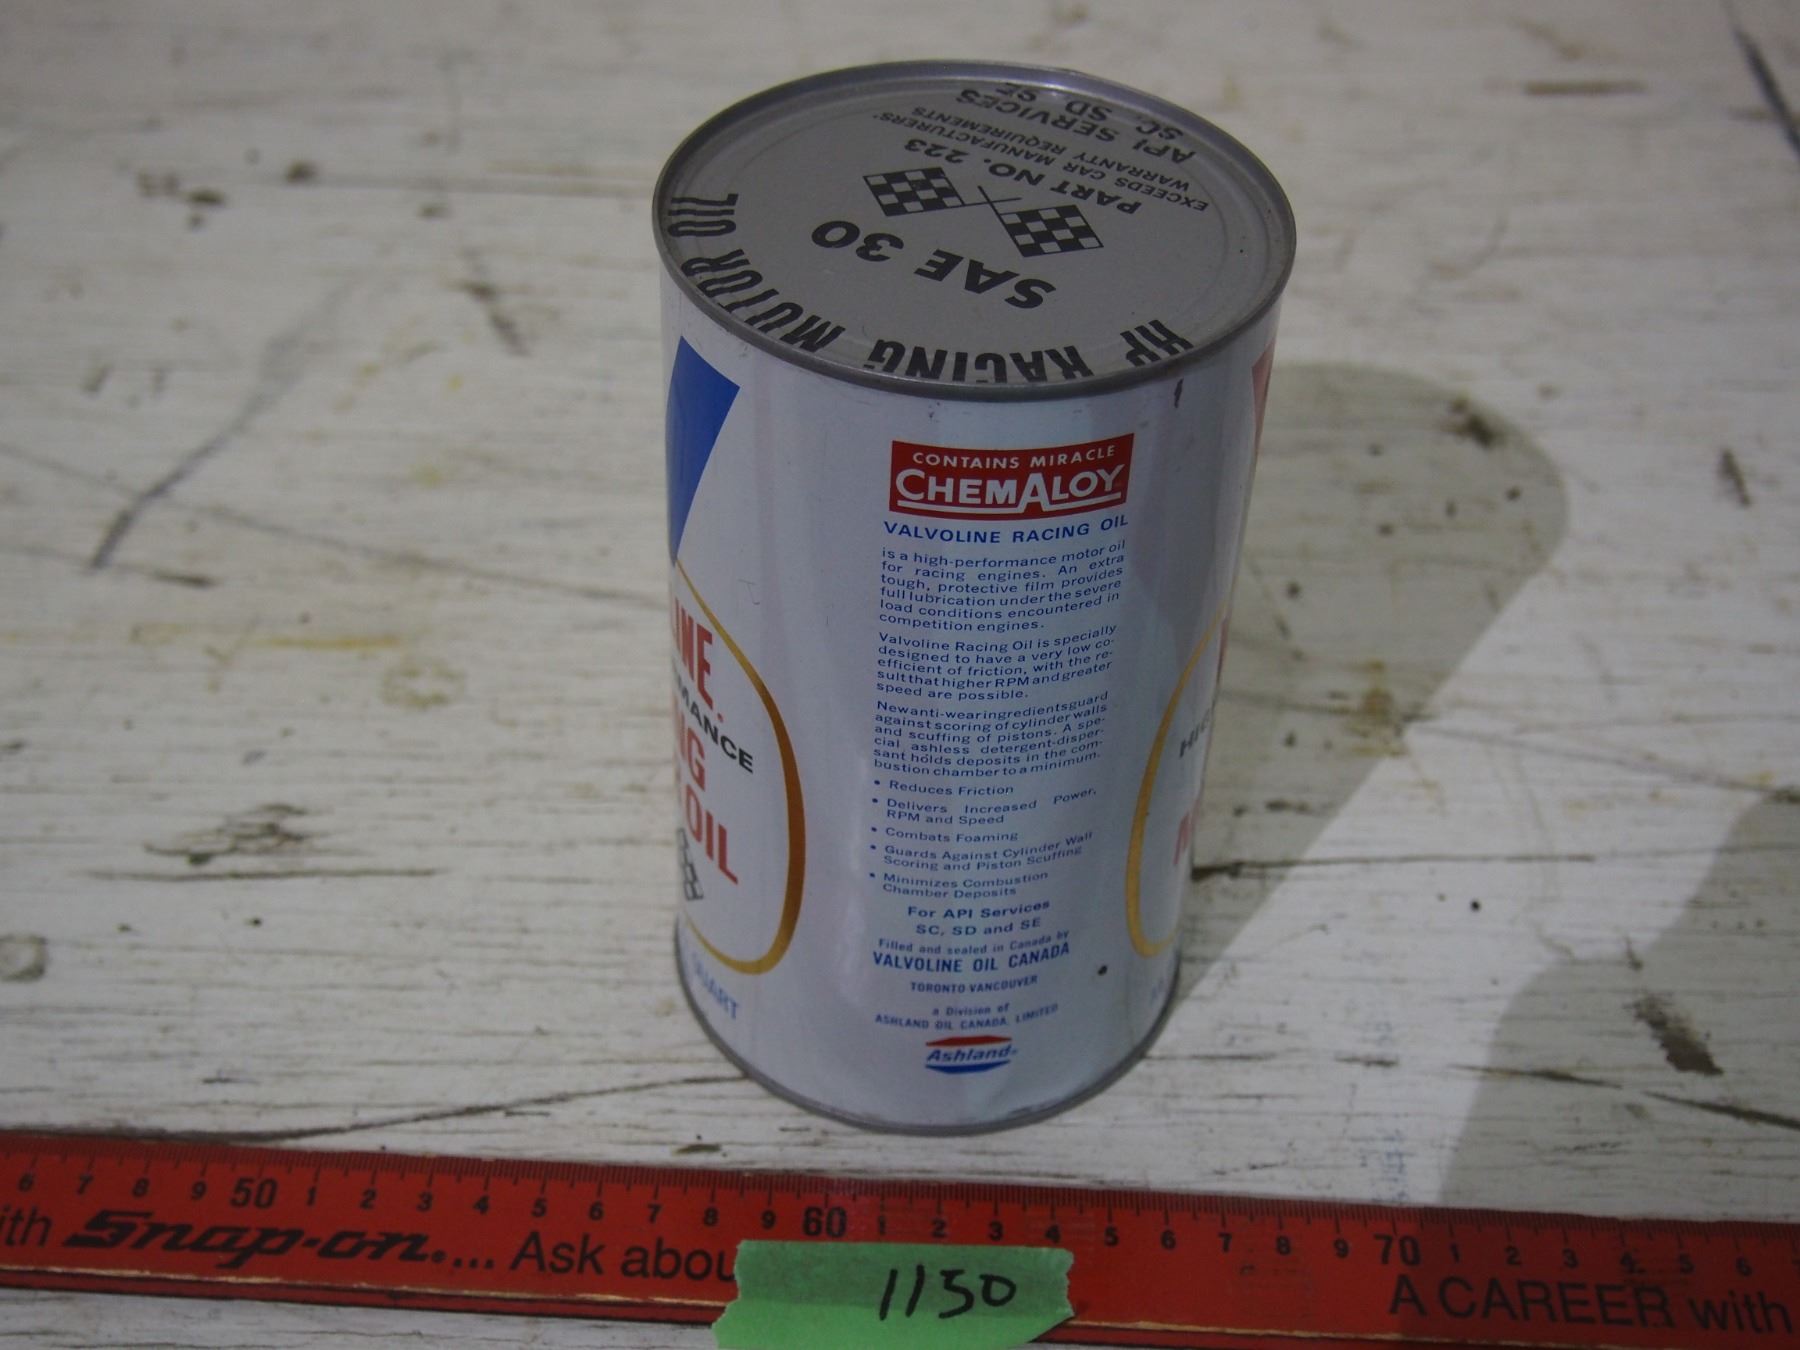 API SERVICES
SC, SD SE
EXCEEDS CAR MANUFACTURERS'
WARRANTY REQUIREMENTS
PART NO. 223
SAE 30
HP RACING MOTOR OIL
CONTAINS MIRACLE
CHEMALOY
VALVOLINE RACING OIL
is a high-performance motor oil
for racing engines. An extra
tough, protective film provides
full lubrication under the severe
load conditions encountered in
competition engines.
Valvoline Racing Oil is specially
designed to have a very low co-
efficient of friction, with the re-
sult that higher RPM and greater
speed are possible.
New anti-wear ingredients guard
against scoring of cylinder walls
and scuffing of pistons. A spe-
cial ashless detergent-disper-
sant holds deposits in the com-
bustion chamber to a minimum.
• Reduces Friction
• Delivers Increased Power,
RPM and Speed
• Combats Foaming
• Guards Against Cylinder Wall
Scoring and Piston Scuffing
• Minimizes Combustion
Chamber Deposits
For API Services
SC, SD and SE
Filled and sealed in Canada by
VALVOLINE OIL CANADA
TORONTO VANCOUVER
a Division of
ASHLAND OIL CANADA, LIMITED
Ashland
LINE.
MANCE
NG
OIL
QUART
6 7 8 9 50 1 2 3 4 5 6 7 8 9 60 1 2 3 4 5 6 7 8 9 70 1 2 3 4 5 6
ith Snap-on.... Ask abou
A CAREER with
1150